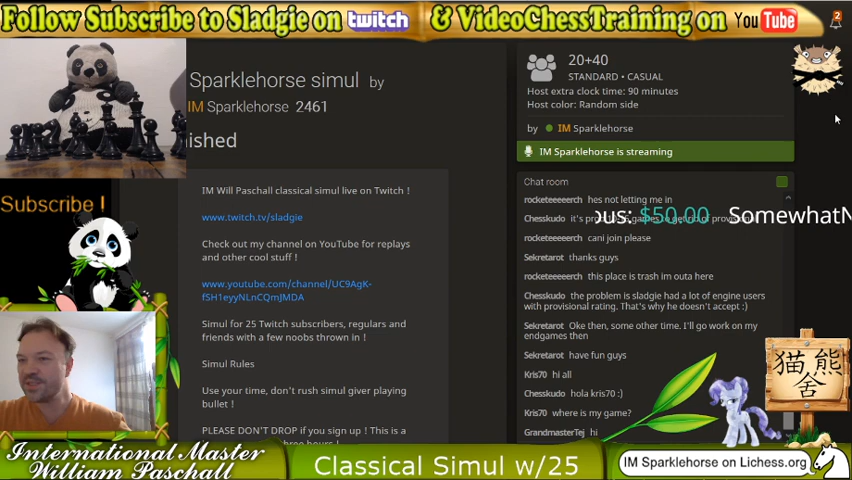 Follow Subscribe to Sladgie on twitch & VideoChessTraining on YouTube
2
Sparklehorse simul by
IM Sparklehorse 2461
ished
20+40
STANDARD • CASUAL
Host extra clock time: 90 minutes
Host color: Random side
by IM Sparklehorse
IM Sparklehorse is streaming
Chat room
rocketeeeeerch hes not letting me in
$50.00 SomewhatN
rocketeeeeerch cani join please
Sekretarot thanks guys
rocketeeeeerch this place is trash im outa here
Chesskudo the problem is sladgie had a lot of engine users
with provisional rating. That's why he doesn't accept :)
Sekretarot Oke then, some other time. I'll go work on my
endgames then
Sekretarot have fun guys
Kris70 hi all
Chesskudo hola kris70 :)
Kris70 where is my game?
GrandmasterTej hi
Subscribe !
IM Will Paschall classical simul live on Twitch !
www.twitch.tv/sladgie
Check out my channel on YouTube for replays
and other cool stuff !
www.youtube.com/channel/UC9AgK-
fSH1eyyNLnCQmJMDA
Simul for 25 Twitch subscribers, regulars and
friends with a few noobs thrown in !
Simul Rules
Use your time, don't rush simul giver playing
bullet !
PLEASE DON'T DROP if you sign up ! This is a
three hours !
猫熊
舍
International Master
William Paschall
Classical Simul w/25
IM Sparklehorse on Lichess.org